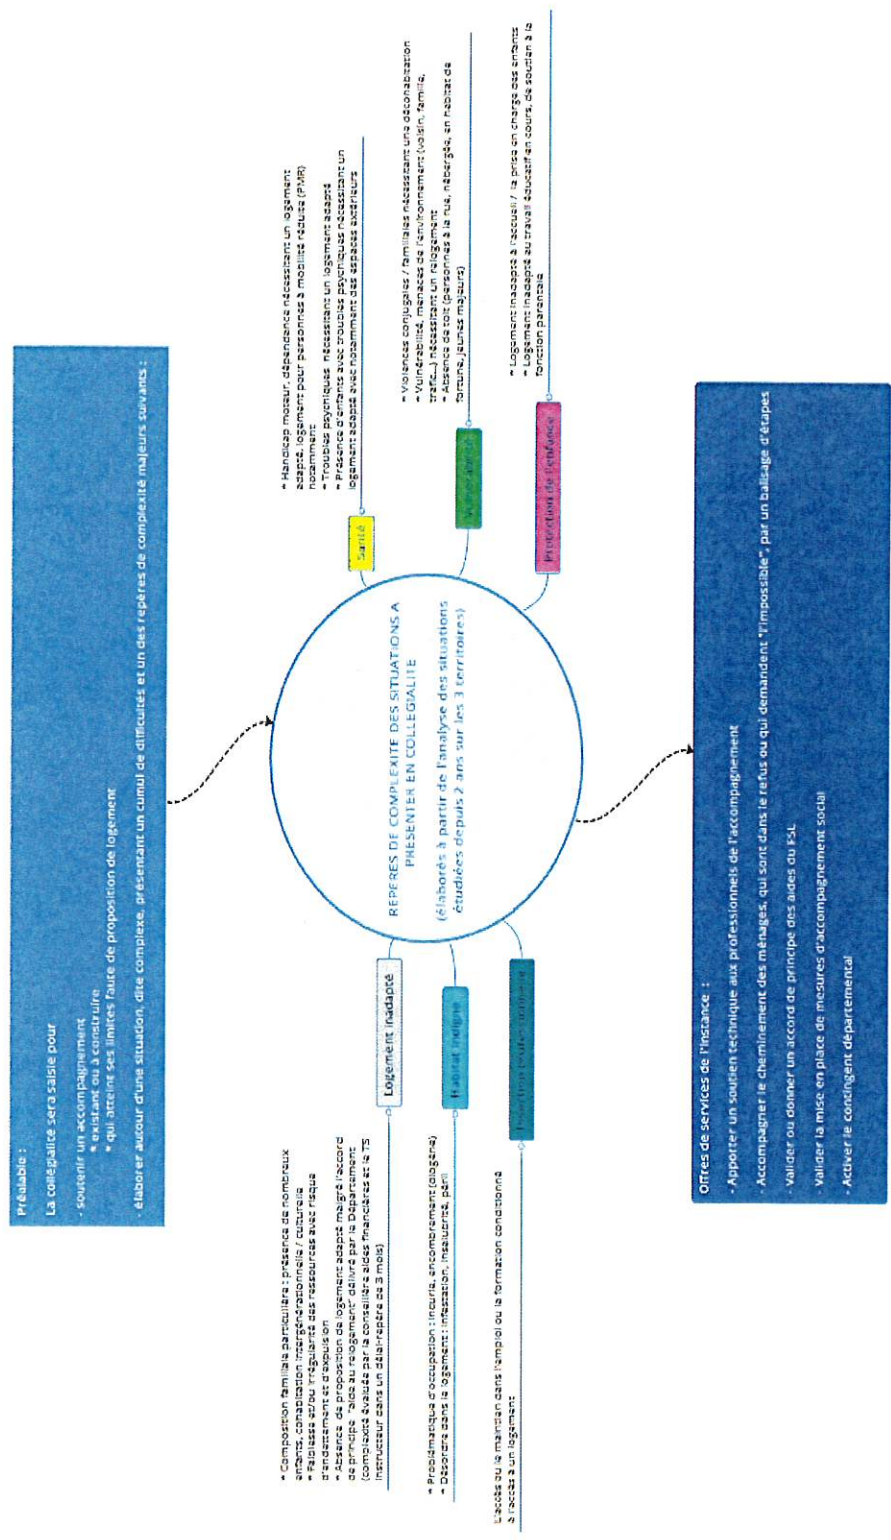 Préalable :
La collégialité sera saisie pour
- soutenir un accompagnement
* existant ou à construire
* qui atteint ses limites faute de proposition de logement
- élaborer autour d'une situation, dite complexe, présentant un cumul de difficultés et un des repères de complexité majeurs suivants :
* Composition familiale particulière : présence de nombreux
enfants, cohabitation intergénérationnelle / culturelle
* Faiblesse et/ou irrégularité des ressources avec risque
d'endettement et d'expulsion
* Absence de proposition de logement adapté malgré l'accord
de principe "aide au relogement" délivré par le Département
(complexité évaluée par la conseillère aides financières et le TS
instructeur dans un délai-repère de 3 mois)
Logement inadapté
* Problématique d'occupation : incurie, encombrement (diogène)
* Désordre dans le logement : infestation, insalubrité, péril
Habitat indigne
L'accès ou le maintien dans l'emploi ou la formation conditionné
à l'accès à un logement
Insertion professionnelle
REPERES DE COMPLEXITE DES SITUATIONS A
PRESENTER EN COLLEGIALITE
(élaborés à partir de l'analyse des situations
étudiées depuis 2 ans sur les 3 territoires)
Santé
* Handicap moteur, dépendance nécessitant un logement
adapté, logement pour personnes à mobilité réduite (PMR)
notamment
* Troubles psychiques nécessitant un logement adapté
* Présence d'enfants avec troubles psychiques nécessitant un
logement adapté avec notamment des espaces extérieurs
Vulnérabilité
* Violences conjugales / familiales nécessitant une décohabitation
* Vulnérabilité, menaces de l'environnement (voisin, famille,
trafic...) nécessitant un relogement
* Absence de toit (personnes à la rue, hébergée, en habitat de
fortune, jeunes majeurs)
Protection de l'enfance
* Logement inadapté à l'accueil / la prise en charge des enfants
* Logement inadapté au travail éducatif en cours, de soutien à la
fonction parentale
Offres de services de l'instance :
- Apporter un soutien technique aux professionnels de l'accompagnement
- Accompagner le cheminement des ménages, qui sont dans le refus ou qui demandent "l'impossible", par un balisage d'étapes
Valider ou donner un accord de principe des aides du FSL
- Valider la mise en place de mesures d'accompagnement social
- Activer le contingent départemental